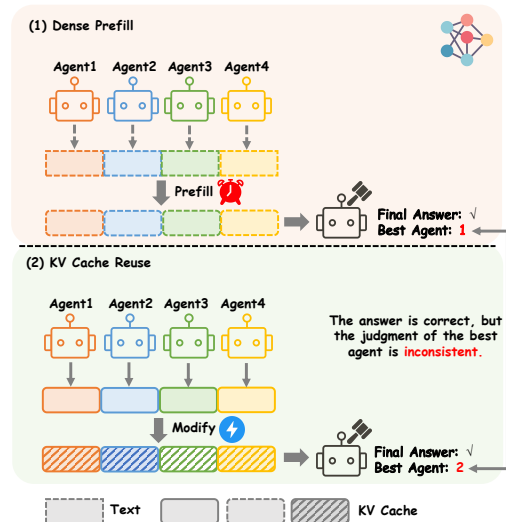 (1) Dense Prefill
Agent1 Agent2 Agent3 Agent4
Prefill
Final Answer: √
Best Agent: 1
(2) KV Cache Reuse
Agent1 Agent2 Agent3 Agent4
The answer is correct, but
the judgment of the best
agent is inconsistent.
Modify
Final Answer: √
Best Agent: 2
Text KV Cache